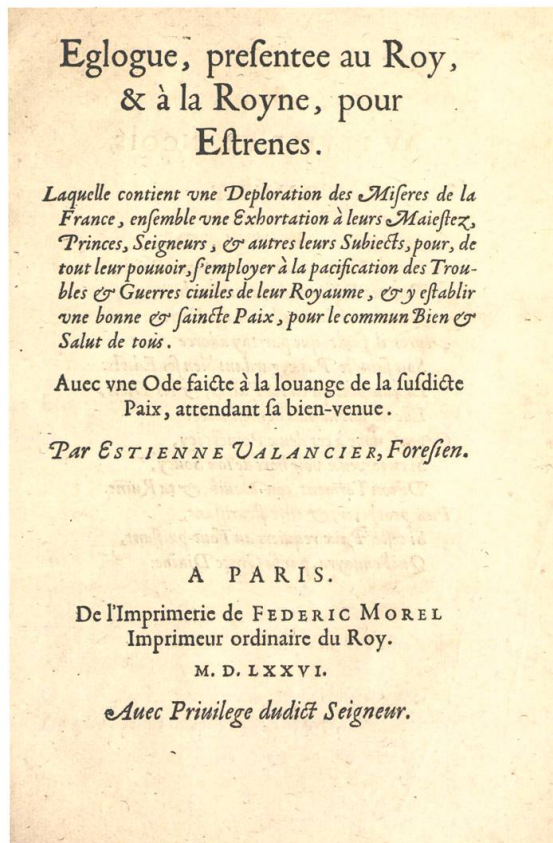 Eglogue, preſentee au Roy,
& à la Royne, pour
Eſtrenes.
Laquelle contient vne Deploration des Miſeres de la
France, enſemble vne Exhortation à leurs Maieſtez,
Princes, Seigneurs, & autres leurs Subiects, pour, de
tout leur pouuoir, ſ'employer à la pacification des Trou-
bles & Guerres ciuiles de leur Royaume, & y eſtablir
vne bonne & ſaincte Paix, pour le commun Bien &
Salut de tous.
Auec vne Ode faicte à la louange de la ſuſdicte
Paix, attendant ſa bien-venue.
Par ESTIENNE VALANCIER, Foreſien.
A PARIS.
De l'Imprimerie de FEDERIC MOREL
Imprimeur ordinaire du Roy.
M. D. LXXVI.
Auec Priuilege dudict Seigneur.